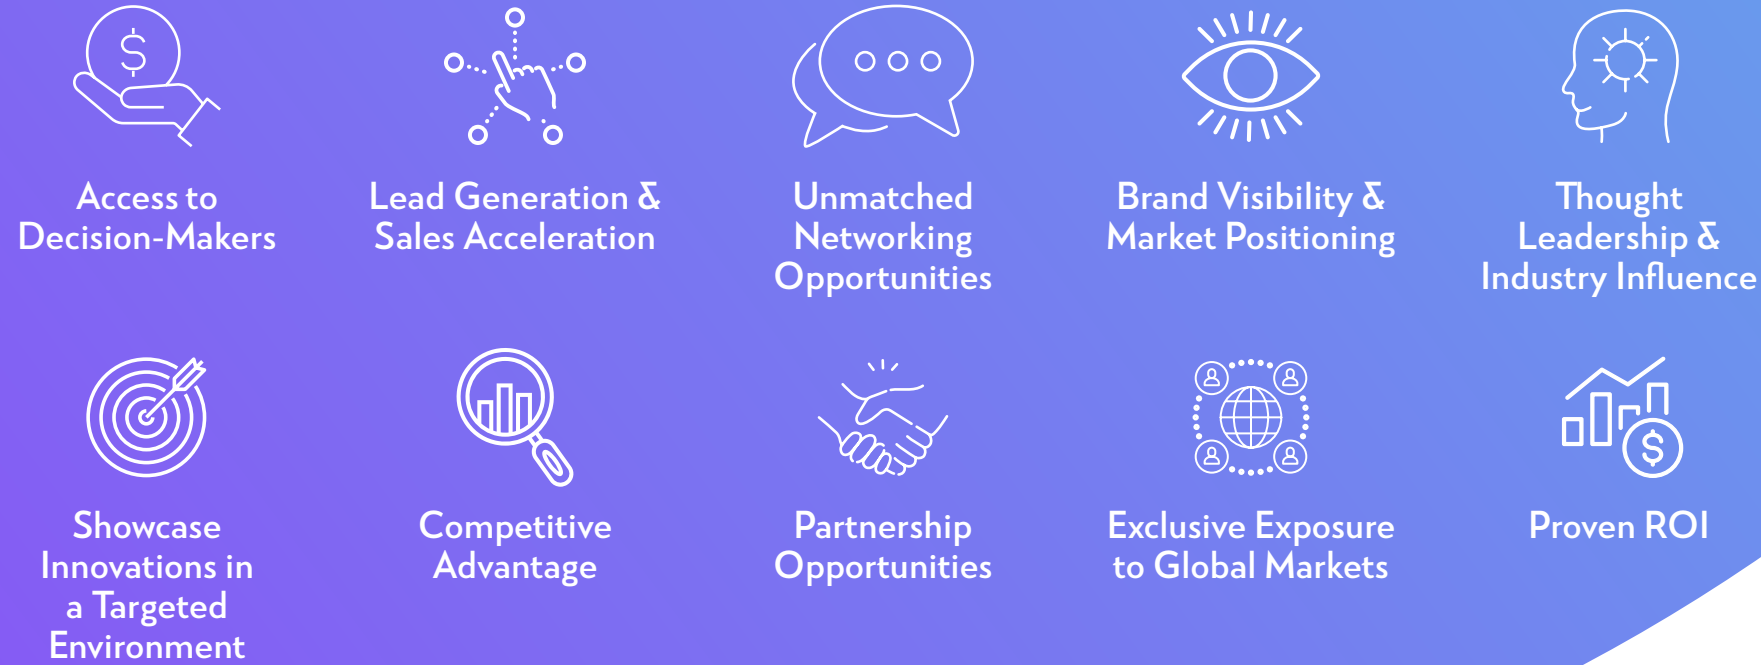 Access to
Decision-Makers
Lead Generation &
Sales Acceleration
Unmatched
Networking
Opportunities
Brand Visibility &
Market Positioning
Thought
Leadership &
Industry Influence
Showcase
Innovations in
a Targeted
Environment
Competitive
Advantage
Partnership
Opportunities
Exclusive Exposure
to Global Markets
Proven ROI